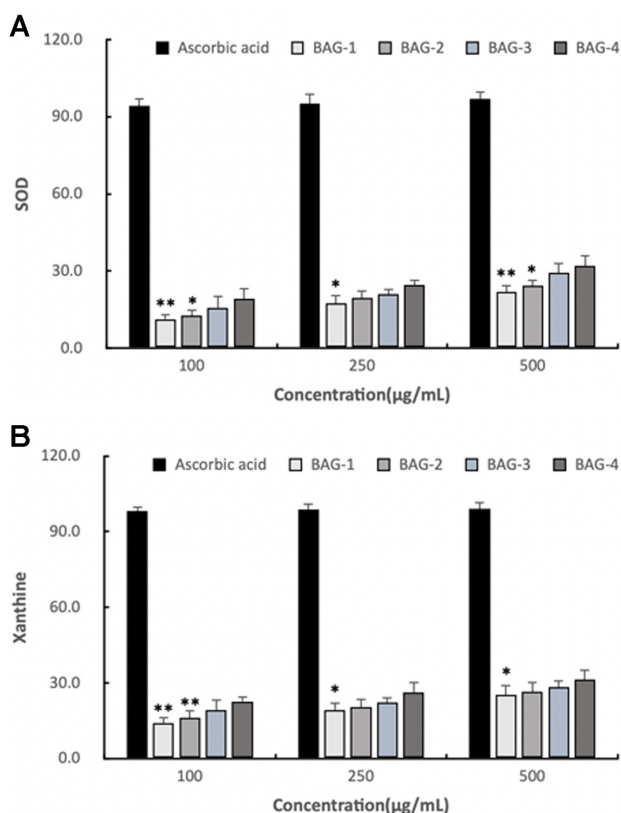 A
120.0
Ascorbic acid BAG-1 BAG-2 BAG-3 BAG-4
90.0
SOD
60.0
30.0
** *
*
** *
0.0
100 250 500
Concentration(µg/mL)
B
120.0
Ascorbic acid BAG-1 BAG-2 BAG-3 BAG-4
90.0
Xanthine
60.0
30.0
** **
*
*
0.0
100 250 500
Concentration(µg/mL)